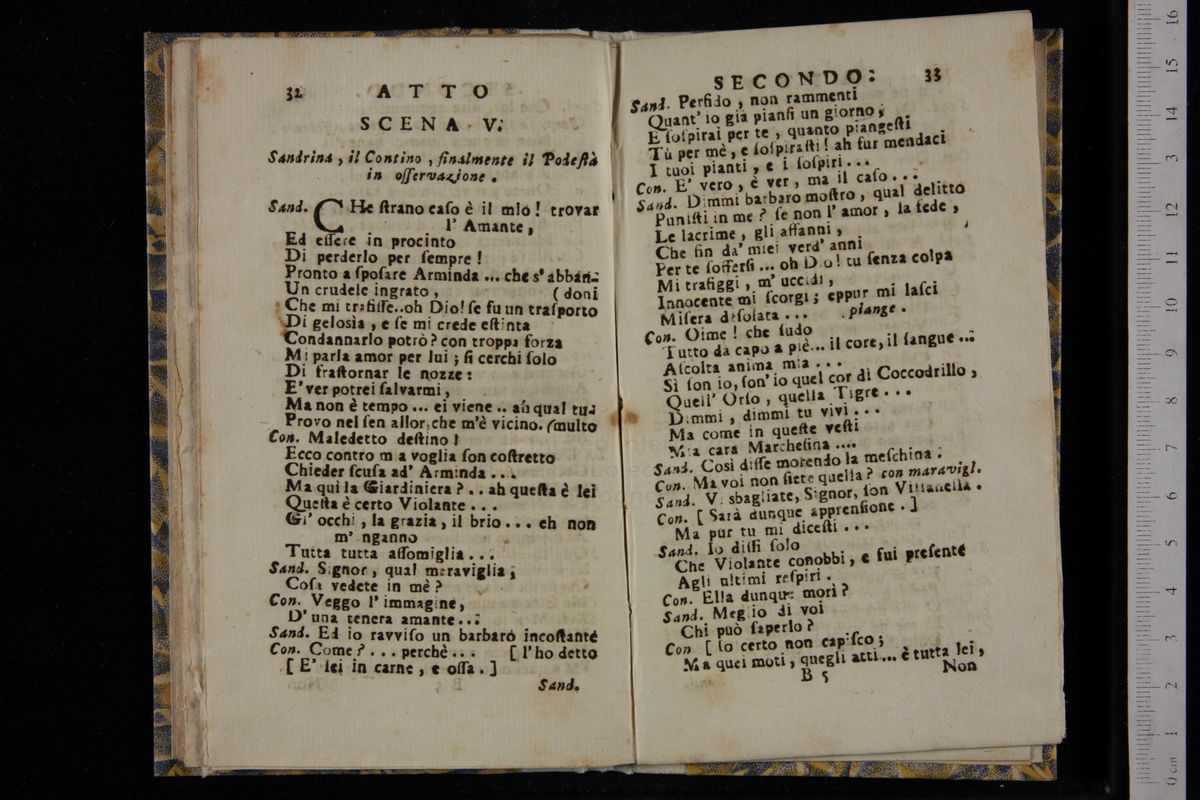 32 ATTO
SCENA V.
Sandrina, il Contino, finalmente il Podeſtà
in oſſervazione.
Sand. CHe ſtrano caſo è il mio! trovar
l' Amante,
Ed eſſere in procinto
Di perderlo per ſempre!
Pronto a ſpoſare Arminda ... che s'abban-
Un crudele ingrato, (doni
Che mi trafiſſe..oh Dio! ſe fu un traſporto
Di gelosia, e ſe mi crede eſtinta
Condannarlo potrò? con troppa forza
Mi parla amor per lui; ſi cerchi ſolo
Di fraſtornar le nozze:
E' ver potrei ſalvarmi,
Ma non è tempo ... ei viene .. ah qual tu-
Provo nel ſen allor, che m'è vicino. (multo
Con. Maledetto deſtino!
Ecco contro mia voglia ſon coſtretto
Chieder ſcuſa ad' Arminda ...
Ma quì la Giardiniera? .. ah queſta è lei
Queſta è certo Violante ...
Gl' occhi, la grazia, il brio ... eh non
m' nganno
Tutta tutta aſſomiglia ...
Sand. Signor, qual meraviglia,
Coſa vedete in mè?
Con. Veggo l' immagine,
D' una tenera amante ...
Sand. Ed io ravviſo un barbaro incoſtante
Con. Come? ... perchè ... [ l' ho detto
[ E' lei in carne, e oſſa. ]
Sand.
SECONDO. 33
Sand. Perfido, non rammenti
Quant' io già pianſi un giorno,
E ſoſpirai per te, quanto piangeſti
Tù per mè, e ſoſpiraſti! ah fur mendaci
I tuoi pianti, e i ſoſpiri ...
Con. E' vero, è ver, ma il caſo ...
Sand. Dimmi barbaro moſtro, qual delitto
Puniſti in me? ſe non l' amor, la fede,
Le lacrime, gli affanni,
Che fin da' miei verd' anni
Per te ſofferſi ... oh Dio! tu ſenza colpa
Mi trafiggi, m' uccidi,
Innocente mi ſcorgi; eppur mi laſci
Miſera deſolata ... piange.
Con. Oime! che ſudo
Tutto da capo a piè... il core, il ſangue ...
Aſcolta anima mia ...
Sì ſon io, ſon' io quel cor di Coccodrillo,
Quell' Orſo, quella Tigre ...
Dimmi, dimmi tu vivi ...
Ma come in queſte veſti
Mia cara Marcheſina ....
Sand. Così diſſe morendo la meſchina.
Con. Ma voi non ſiete quella? con maravigl.
Sand. Vi sbagliate, Signor, ſon Villanella.
Con. [ Sarà dunque apprenſione. ]
Ma pur tu mi diceſti ...
Sand. Io diſſi ſolo
Che Violante conobbi, e fui preſente
Agli ultimi reſpiri.
Con. Ella dunque morì?
Sand. Meglio di voi
Chi può ſaperlo?
Con [ Io certo non capiſco;
Ma quei moti, quegli atti ... è tutta lei,
B 5 Non